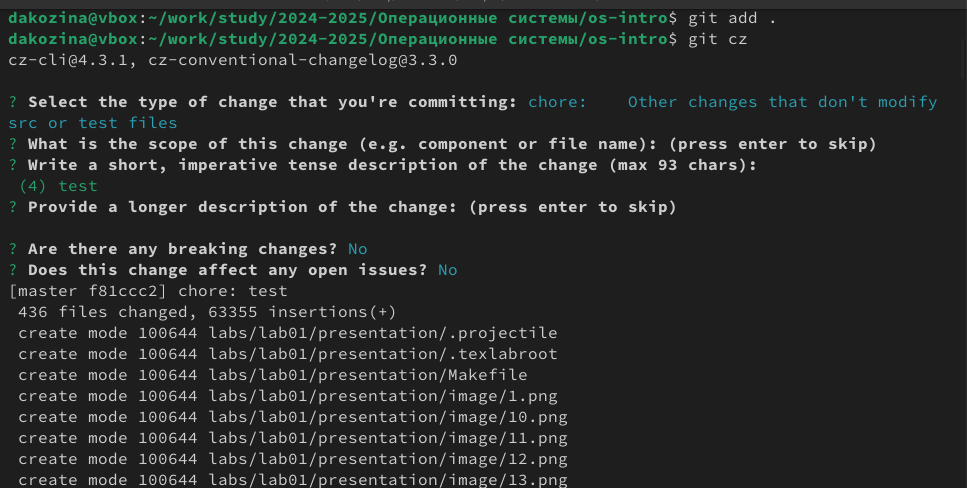 dakozina@vbox:~/work/study/2024-2025/Операционные системы/os-intro$ git add .
dakozina@vbox:~/work/study/2024-2025/Операционные системы/os-intro$ git cz
cz-cli@4.3.1, cz-conventional-changelog@3.3.0
? Select the type of change that you're committing: chore:    Other changes that don't modify
src or test files
? What is the scope of this change (e.g. component or file name): (press enter to skip)
? Write a short, imperative tense description of the change (max 93 chars):
(4) test
? Provide a longer description of the change: (press enter to skip)
? Are there any breaking changes? No
? Does this change affect any open issues? No
[master f81ccc2] chore: test
436 files changed, 63355 insertions(+)
create mode 100644 labs/lab01/presentation/.projectile
create mode 100644 labs/lab01/presentation/.texlabroot
create mode 100644 labs/lab01/presentation/Makefile
create mode 100644 labs/lab01/presentation/image/1.png
create mode 100644 labs/lab01/presentation/image/10.png
create mode 100644 labs/lab01/presentation/image/11.png
create mode 100644 labs/lab01/presentation/image/12.png
create mode 100644 labs/lab01/presentation/image/13.png